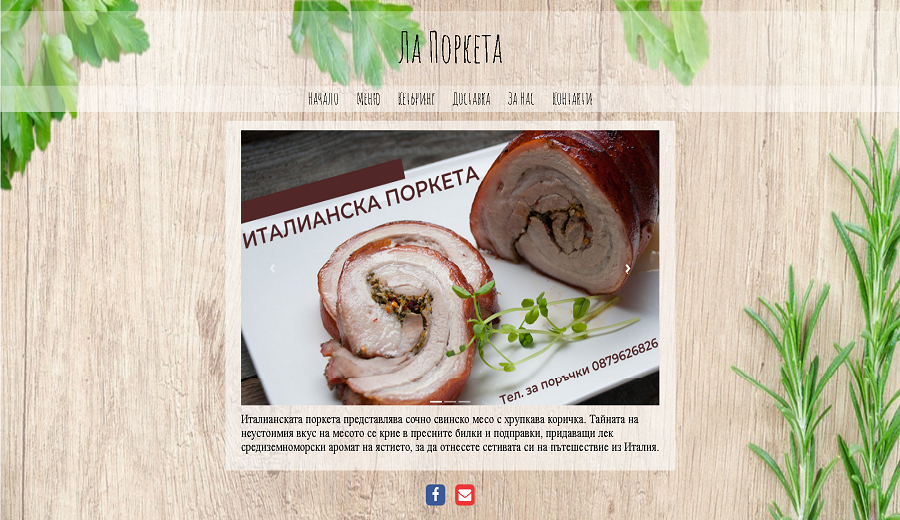 Ла Поркета
Начало Меню Кетъринг Доставка За Нас Контакти
ИТАЛИАНСКА ПОРКЕТА
Тел. за поръчки 0879626826
Италианската поркета представлява сочно свинско месо с хрупкава коричка. Тайната на
неустоимия вкус на месото се крие в пресните билки и подправки, придаващи лек
средиземноморски аромат на ястието, за да отнесете сетивата си на пътешествие из Италия.